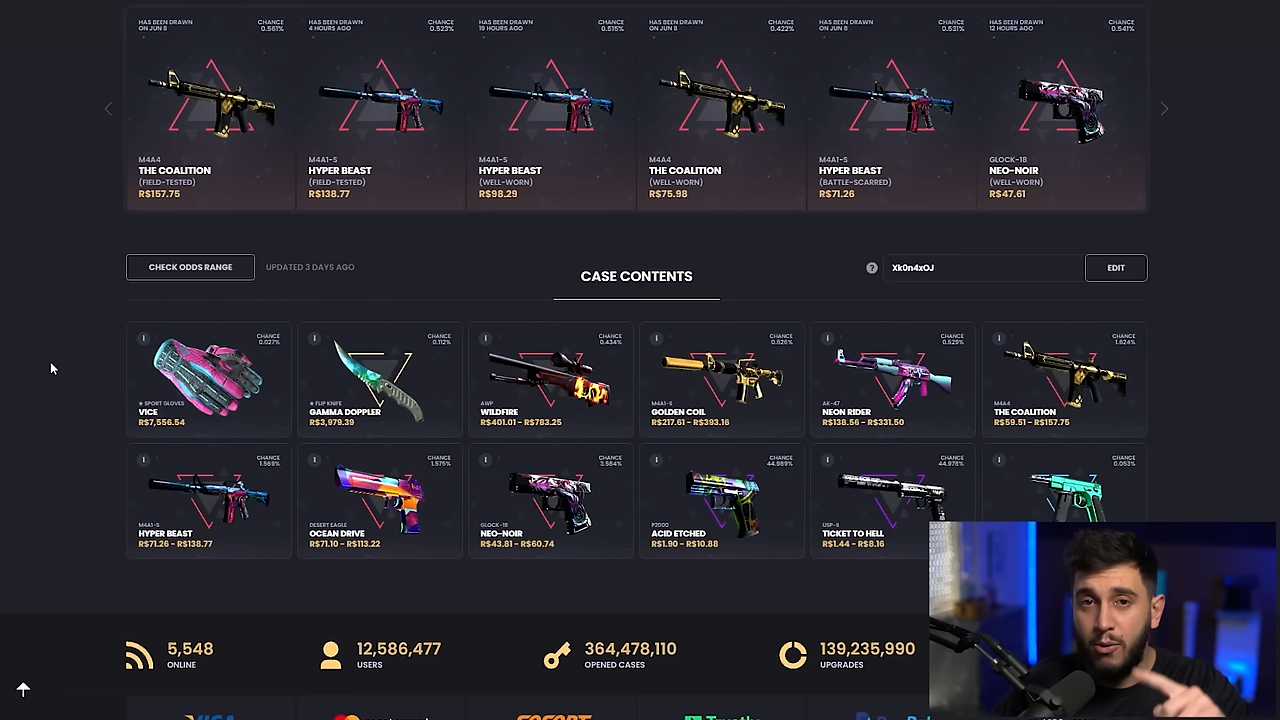 HAS BEEN DRAWN
ON JUN 8
CHANCE
0.561%
M4A4
THE COALITION
(FIELD-TESTED)
R$157.75
HAS BEEN DRAWN
4 HOURS AGO
CHANCE
0.523%
M4A1-S
HYPER BEAST
(FIELD-TESTED)
R$138.77
HAS BEEN DRAWN
19 HOURS AGO
CHANCE
0.515%
M4A1-S
HYPER BEAST
(WELL-WORN)
R$98.29
HAS BEEN DRAWN
ON JUN 8
CHANCE
0.422%
M4A4
THE COALITION
(WELL-WORN)
R$75.98
HAS BEEN DRAWN
ON JUN 8
CHANCE
0.531%
M4A1-S
HYPER BEAST
(BATTLE-SCARRED)
R$71.26
HAS BEEN DRAWN
12 HOURS AGO
CHANCE
0.541%
GLOCK-18
NEO-NOIR
(WELL-WORN)
R$47.61
CHECK ODDS RANGE
UPDATED 3 DAYS AGO
CASE CONTENTS
?
Xk0n4xOJ
EDIT
CHANCE
0.027%
★ SPORT GLOVES
VICE
R$7,556.54
CHANCE
0.112%
★ FLIP KNIFE
GAMMA DOPPLER
R$3,979.39
CHANCE
0.434%
AWP
WILDFIRE
R$401.01 - R$783.25
CHANCE
0.526%
M4A1-S
GOLDEN COIL
R$217.61 - R$393.16
CHANCE
0.529%
AK-47
NEON RIDER
R$138.56 - R$331.50
CHANCE
1.624%
M4A4
THE COALITION
R$59.51 - R$157.75
CHANCE
1.569%
M4A1-S
HYPER BEAST
R$71.26 - R$138.77
CHANCE
1.575%
DESERT EAGLE
OCEAN DRIVE
R$71.10 - R$113.22
CHANCE
3.584%
GLOCK-18
NEO-NOIR
R$43.81 - R$60.74
CHANCE
44.989%
P2000
ACID ETCHED
R$1.90 - R$10.88
CHANCE
44.978%
USP-S
TICKET TO HELL
R$1.44 - R$8.16
CHANCE
0.053%
5,548
ONLINE
12,586,477
USERS
364,478,110
OPENED CASES
139,235,990
UPGRADES